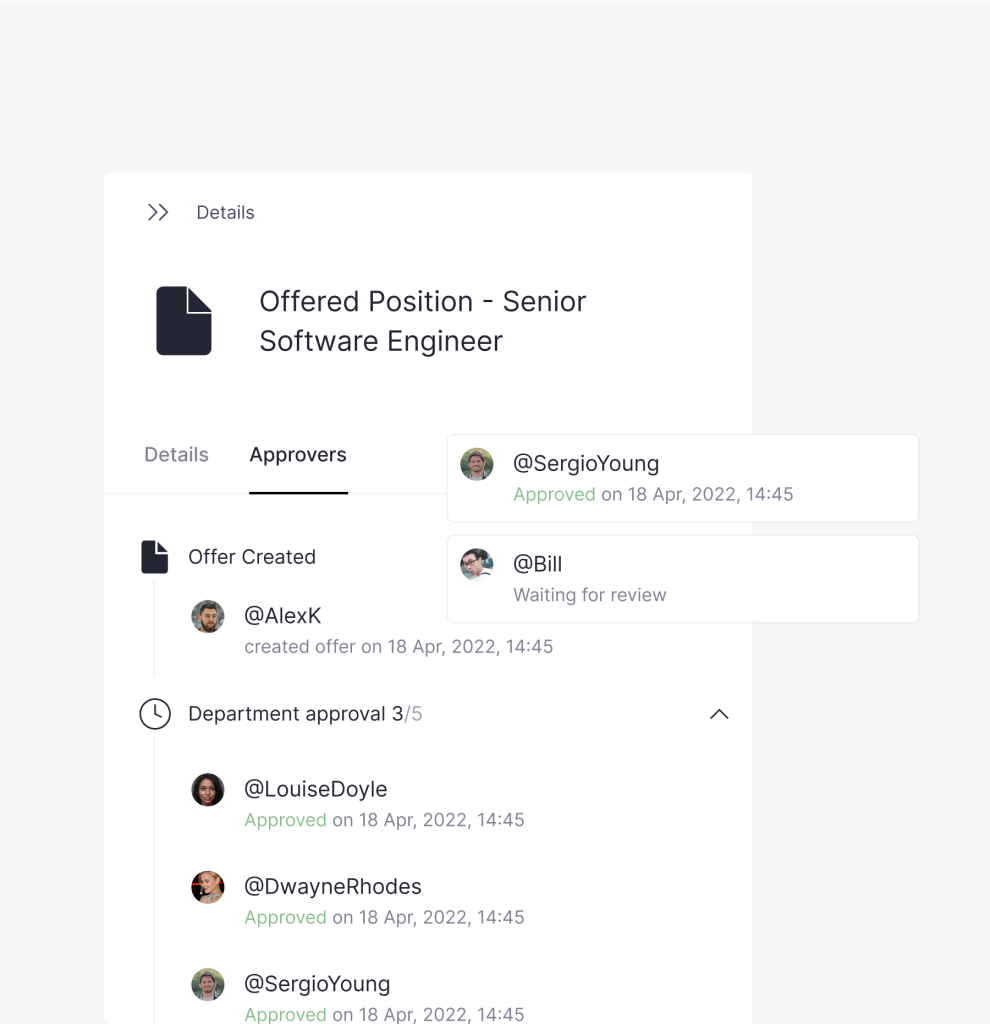 Details
Offered Position - Senior
Software Engineer
Details
Approvers
@SergioYoung
Approved on 18 Apr, 2022, 14:45
@Bill
Waiting for review
Offer Created
@AlexK
created offer on 18 Apr, 2022, 14:45
Department approval 3/5
@LouiseDoyle
Approved on 18 Apr, 2022, 14:45
@DwayneRhodes
Approved on 18 Apr, 2022, 14:45
@SergioYoung
Approved on 18 Apr, 2022, 14:45